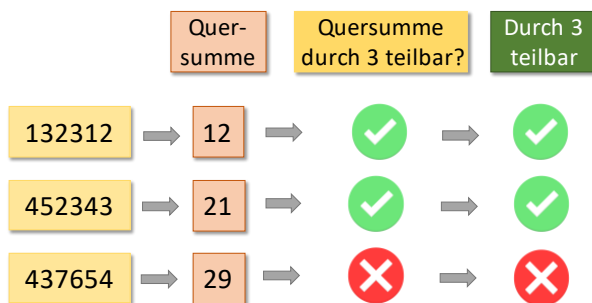 Quer-
summe
Quersumme
durch 3 teilbar?
Durch 3
teilbar
132312
12
452343
21
437654
29